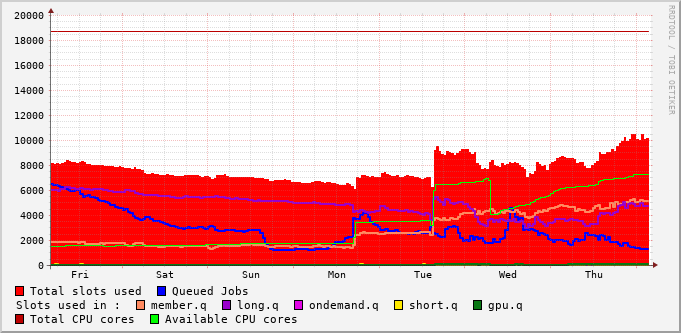 20000
18000
16000
14000
12000
10000
8000
6000
4000
2000
0
Fri Sat Sun Mon Tue Wed Thu
Total slots used Queued Jobs
Slots used in : member.q long.q ondemand.q short.q gpu.q
Total CPU cores Available CPU cores
RRDTOOL / TOBI OETIKER